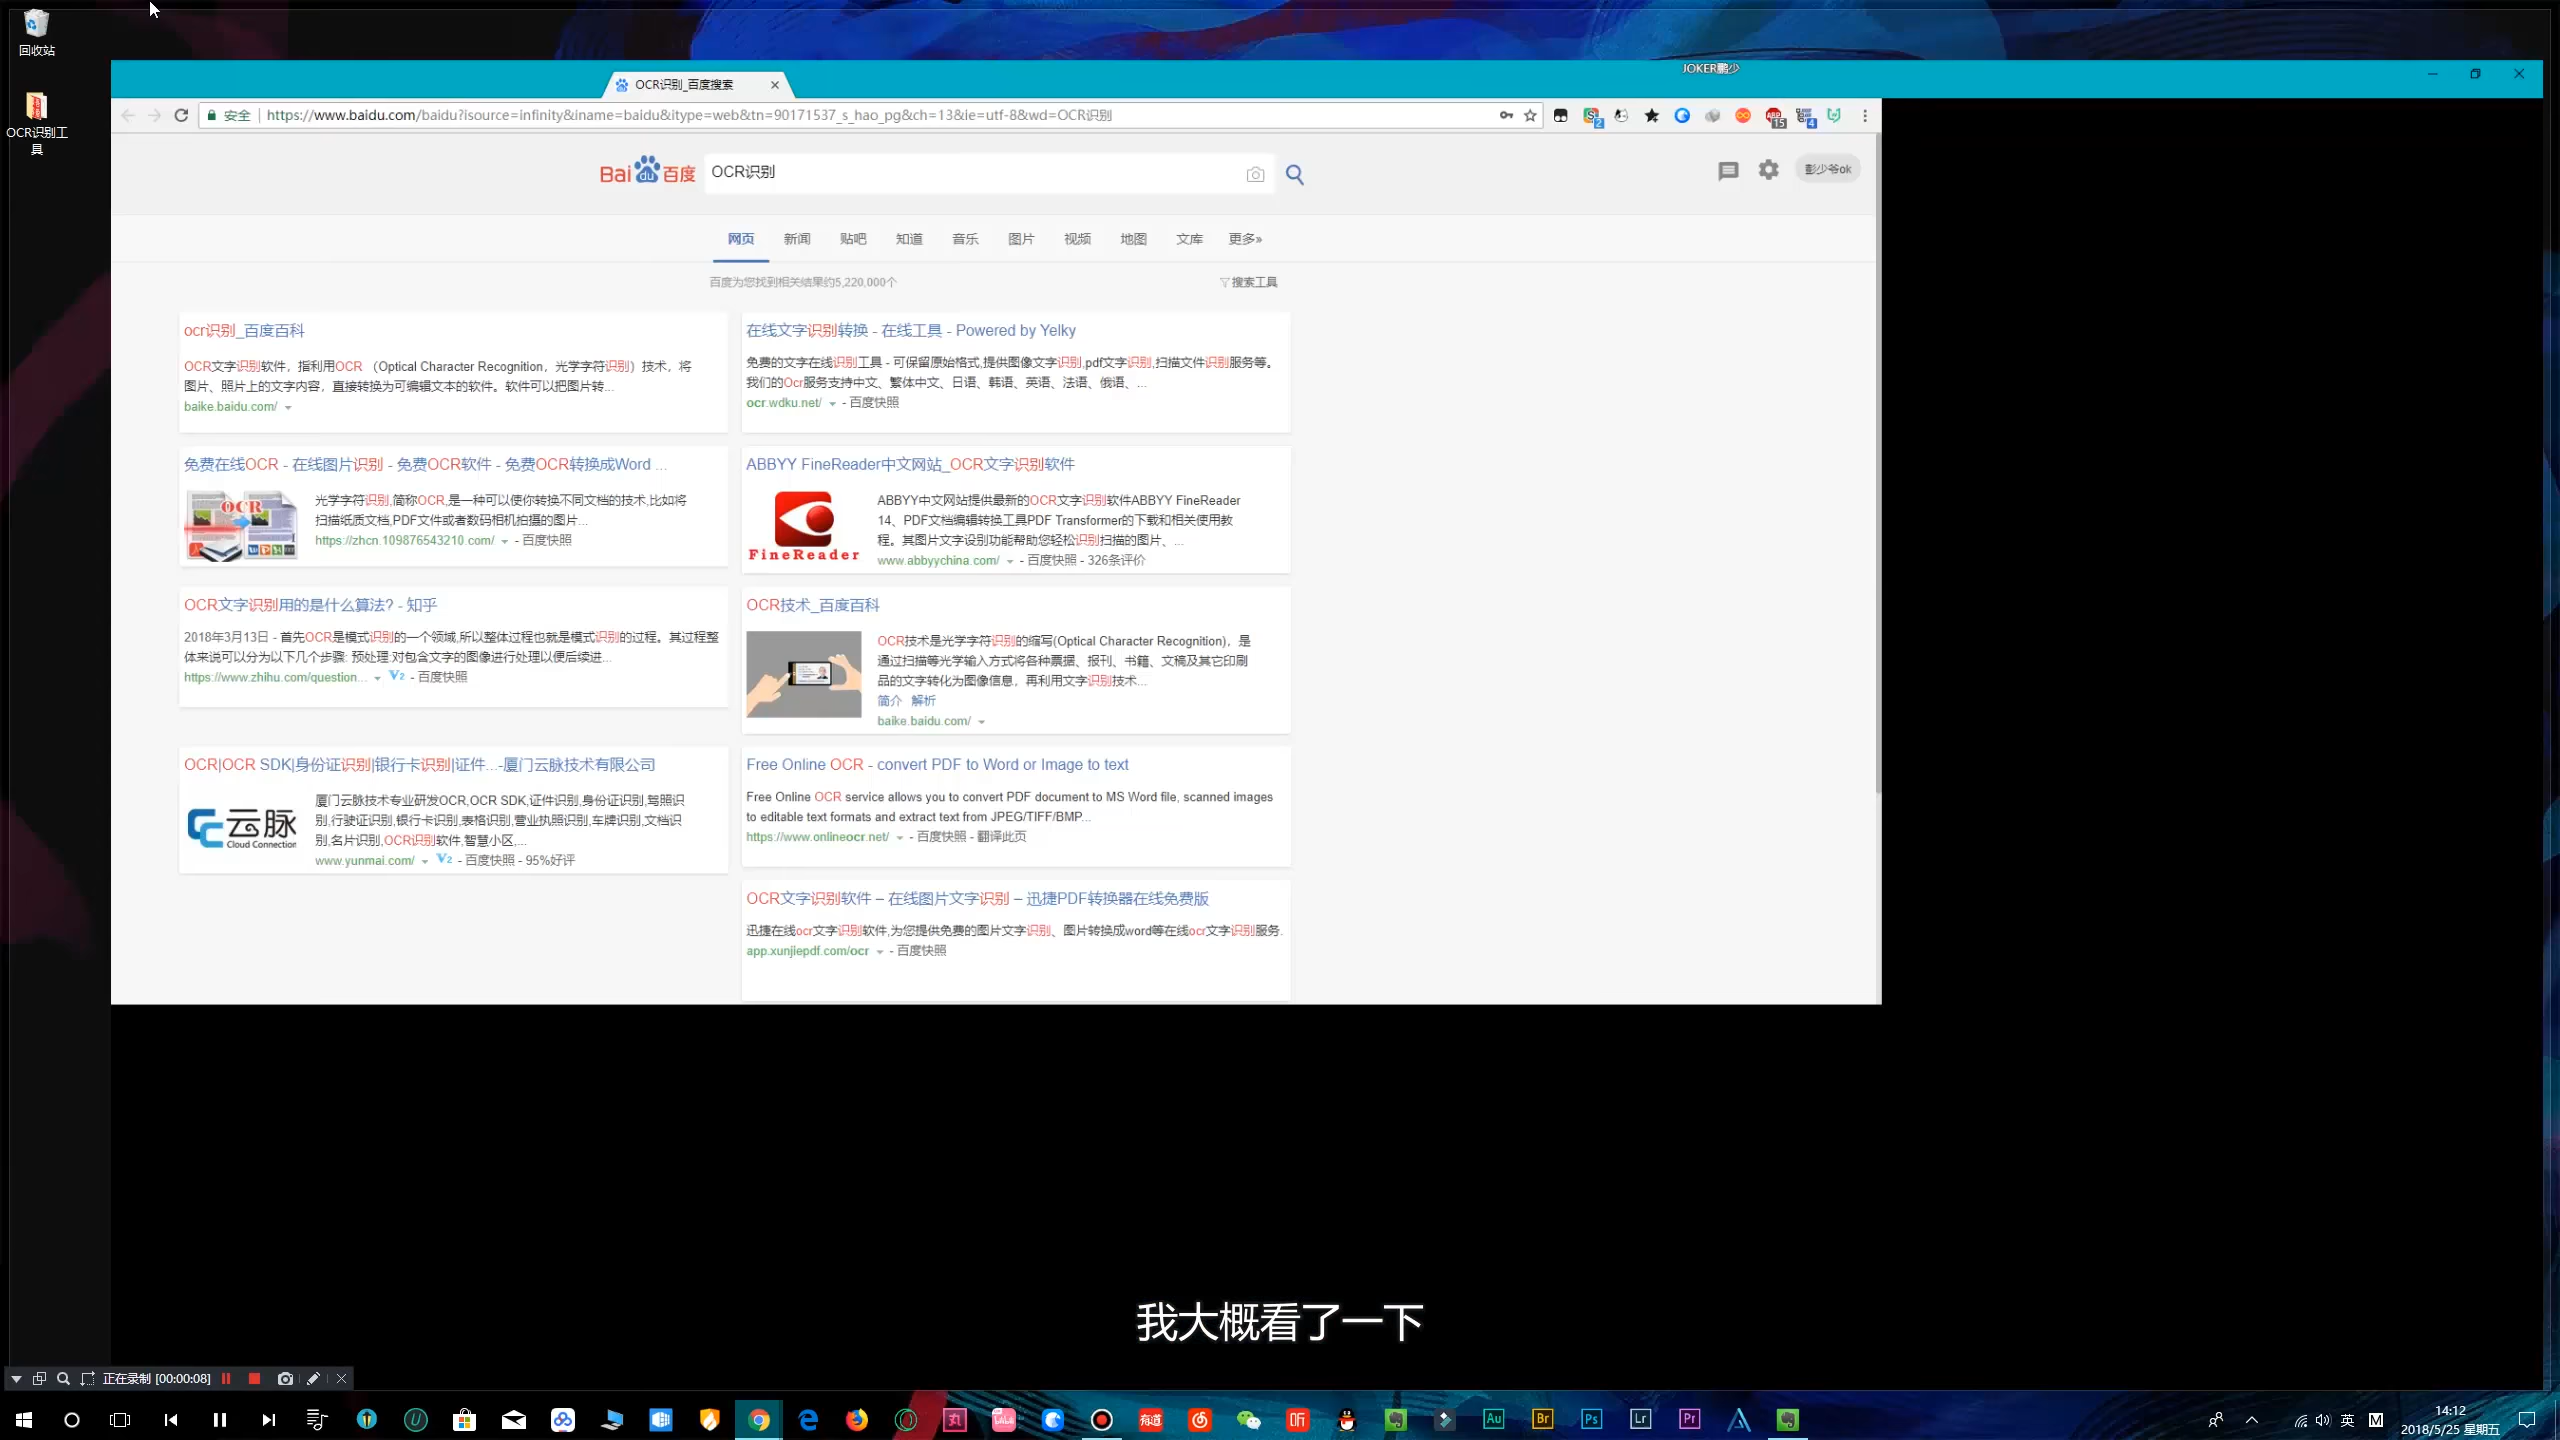 回收站
OCR识别工
具
OCR识别_百度搜索
JOKER鹏少
安全
https://www.baidu.com/baidu?isource=infinity&iname=baidu&itype=web&tn=90171537_s_hao_pg&ch=13&ie=utf-8&wd=OCR识别
2
15
4
Bai du 百度
OCR识别
彭少爷ok
网页 新闻 贴吧 知道 音乐 图片 视频 地图 文库 更多»
百度为您找到相关结果约5,220,000个
搜索工具
ocr识别_百度百科
OCR文字识别软件，指利用OCR （Optical Character Recognition，光学字符识别）技术，将
图片、照片上的文字内容，直接转换为可编辑文本的软件。软件可以把图片转...
baike.baidu.com/
在线文字识别转换 - 在线工具 - Powered by Yelky
免费的文字在线识别工具 - 可保留原始格式,提供图像文字识别,pdf文字识别,扫描文件识别服务等。
我们的Ocr服务支持中文、繁体中文、日语、韩语、英语、法语、俄语、...
ocr.wdku.net/ - 百度快照
免费在线OCR - 在线图片识别 - 免费OCR软件 - 免费OCR转换成Word ...
OCR
光学字符识别,简称OCR,是一种可以使你转换不同文档的技术,比如将
扫描纸质文档,PDF文件或者数码相机拍摄的图片...
https://zhcn.109876543210.com/ - 百度快照
ABBYY FineReader中文网站_OCR文字识别软件
FineReader
ABBYY中文网站提供最新的OCR文字识别软件ABBYY FineReader
14、PDF文档编辑转换工具PDF Transformer的下载和相关使用教
程。其图片文字设别功能帮助您轻松识别扫描的图片、...
www.abbyychina.com/ - 百度快照 - 326条评价
OCR文字识别用的是什么算法? - 知乎
2018年3月13日 - 首先OCR是模式识别的一个领域,所以整体过程也就是模式识别的过程。其过程整
体来说可以分为以下几个步骤: 预处理:对包含文字的图像进行处理以便后续进...
https://www.zhihu.com/question... V2 - 百度快照
OCR技术_百度百科
OCR技术是光学字符识别的缩写(Optical Character Recognition)，是
通过扫描等光学输入方式将各种票据、报刊、书籍、文稿及其它印刷
品的文字转化为图像信息，再利用文字识别技术...
简介 解析
baike.baidu.com/
OCR|OCR SDK|身份证识别|银行卡识别|证件...-厦门云脉技术有限公司
云脉
Cloud Connection
厦门云脉技术专业研发OCR,OCR SDK,证件识别,身份证识别,驾照识
别,行驶证识别,银行卡识别,表格识别,营业执照识别,车牌识别,文档识
别,名片识别,OCR识别软件,智慧小区,...
www.yunmai.com/ V2 - 百度快照 - 95%好评
Free Online OCR - convert PDF to Word or Image to text
Free Online OCR service allows you to convert PDF document to MS Word file, scanned images
to editable text formats and extract text from JPEG/TIFF/BMP...
https://www.onlineocr.net/ - 百度快照 - 翻译此页
OCR文字识别软件 – 在线图片文字识别 – 迅捷PDF转换器在线免费版
迅捷在线ocr文字识别软件,为您提供免费的图片文字识别、图片转换成word等在线ocr文字识别服务.
app.xunjiepdf.com/ocr - 百度快照
我大概看了一下
正在录制 [00:00:08]
有道
听
Au
Br
Ps
Lr
Pr
英
M
14:12
2018/5/25 星期五